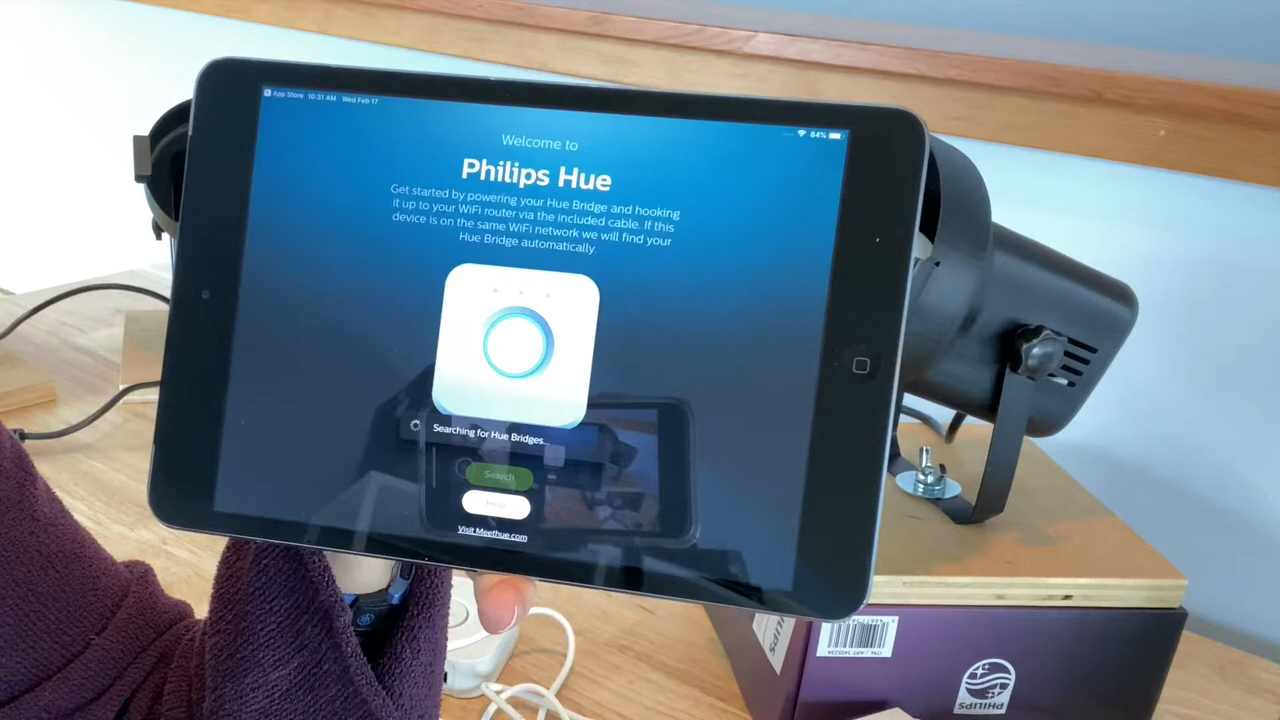 App Store 10:31 AM Wed Feb 17
84%
Welcome to
Philips Hue
Get started by powering your Hue Bridge and hooking
it up to your WiFi router via the included cable. If this
device is on the same WiFi network we will find your
Hue Bridge automatically.
Searching for Hue Bridges...
Search
Help
Visit Meethue.com
PHILIPS
PHILIPS